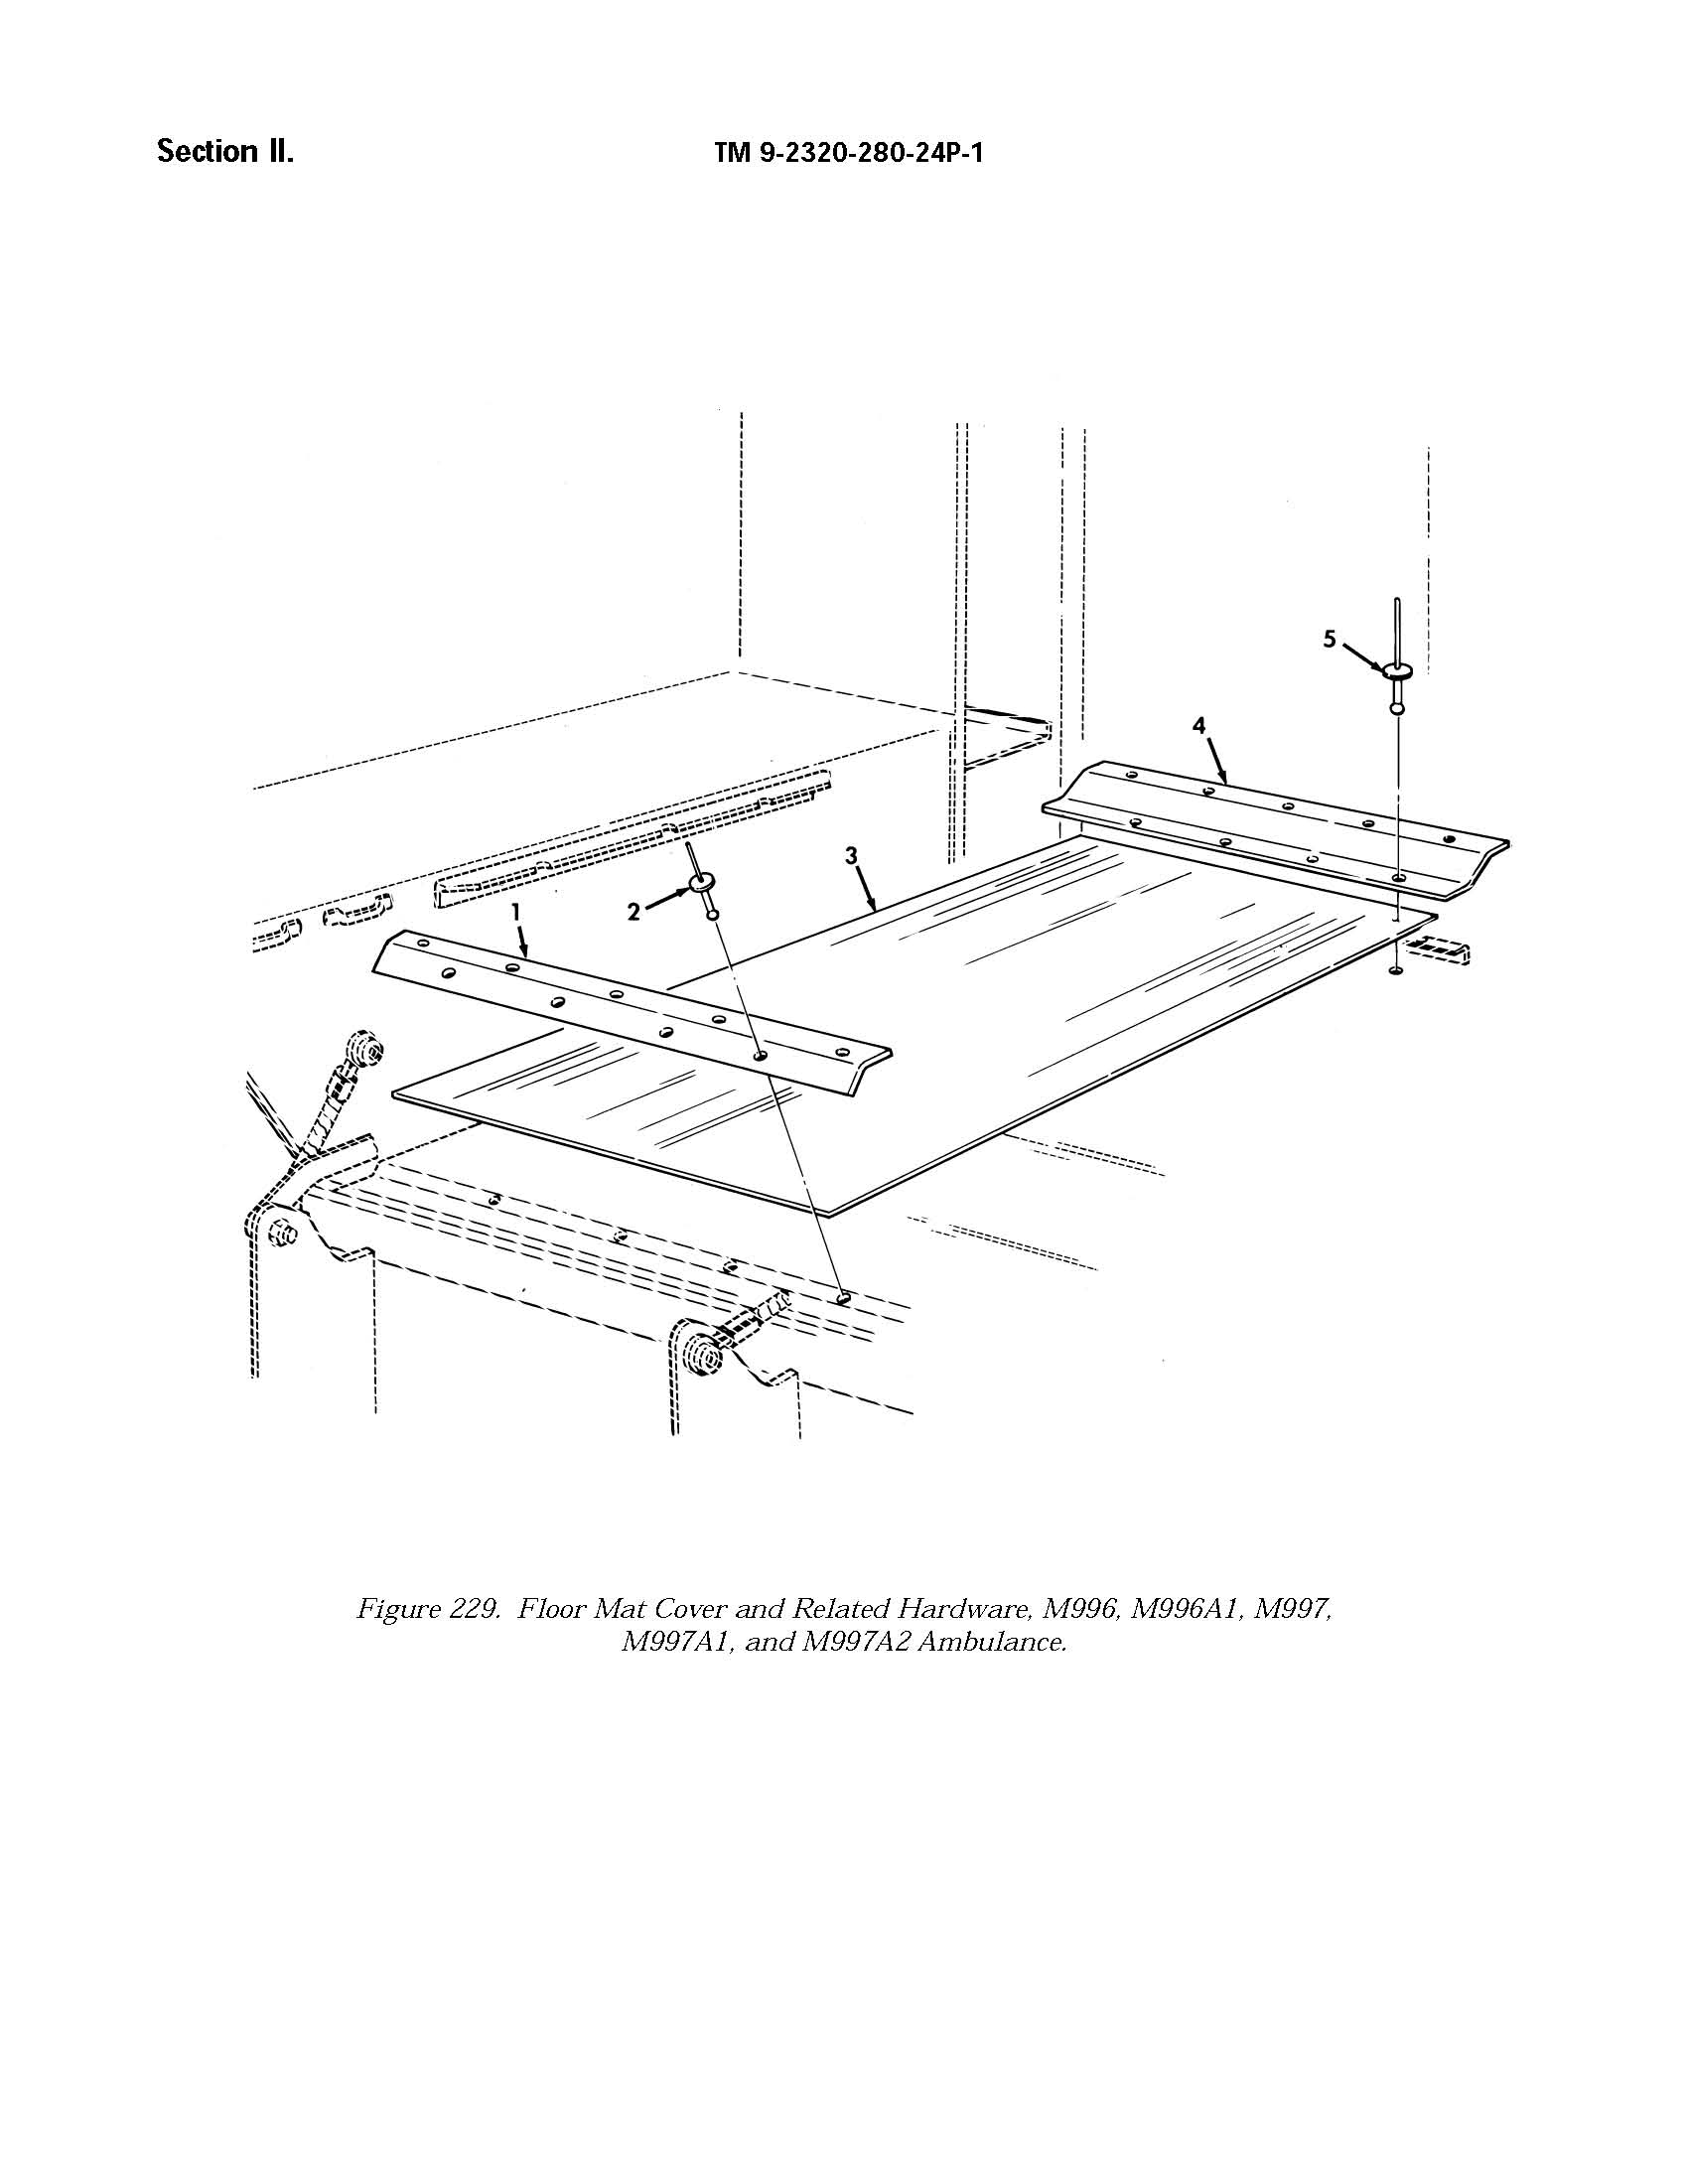 Section II.
TM 9-2320-280-24P-1
5
4
3
2
1
Figure 229. Floor Mat Cover and Related Hardware, M996, M996A1, M997,
M997A1, and M997A2 Ambulance.